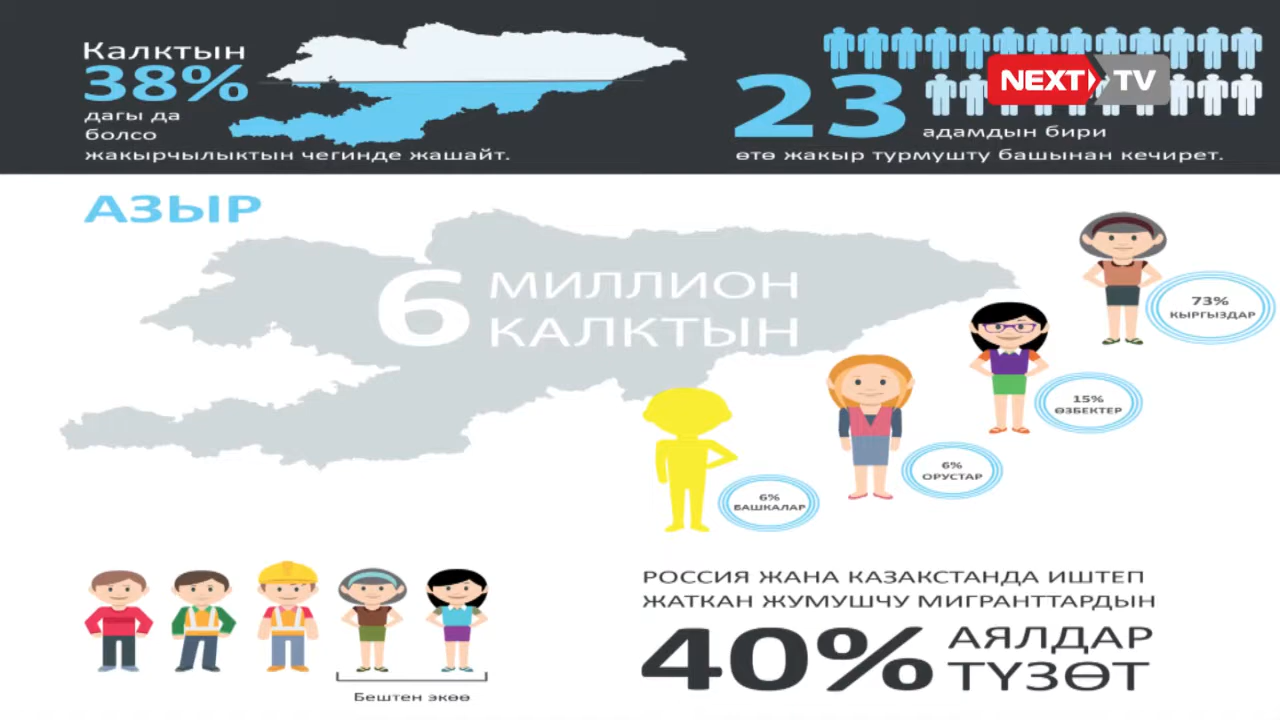 Калктын
38%
дагы да
болсо
жакырчылыктын чегинде жашайт.
23
адамдын бири
өтө жакыр турмушту башынан кечирет.
NEXT TV
АЗЫР
6 МИЛЛИОН
КАЛКТЫН
73%
КЫРГЫЗДАР
15%
ӨЗБЕКТЕР
6%
ОРУСТАР
6%
БАШКАЛАР
Бештен экөө
РОССИЯ ЖАНА КАЗАКСТАНДА ИШТЕП
ЖАТКАН ЖУМУШЧУ МИГРАНТТАРДЫН
40% АЯЛДАР
ТҮЗӨТ